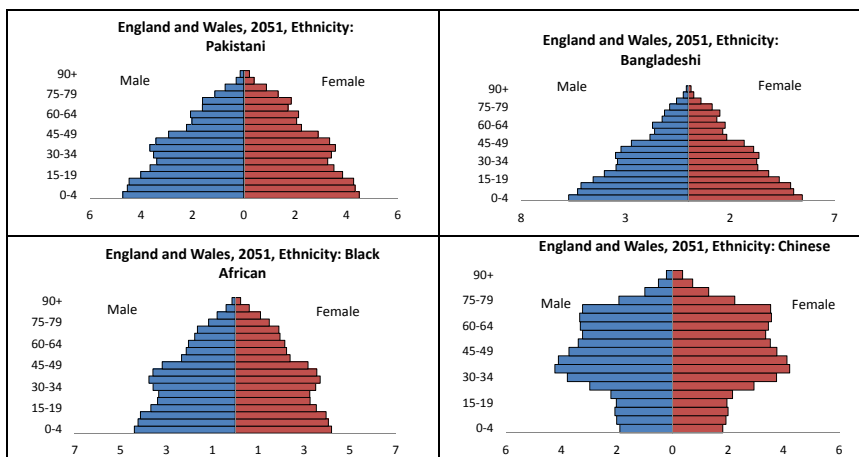 England and Wales, 2051, Ethnicity:
Pakistani
Male
Female
90+
75-79
60-64
45-49
30-34
15-19
0-4
6 4 2 0 2 4 6
England and Wales, 2051, Ethnicity:
Bangladeshi
Male
Female
90+
75-79
60-64
45-49
30-34
15-19
0-4
8 3 2 7
England and Wales, 2051, Ethnicity: Black
African
Male
Female
90+
75-79
60-64
45-49
30-34
15-19
0-4
7 5 3 1 1 3 5 7
England and Wales, 2051, Ethnicity: Chinese
Male
Female
90+
75-79
60-64
45-49
30-34
15-19
0-4
6 4 2 0 2 4 6